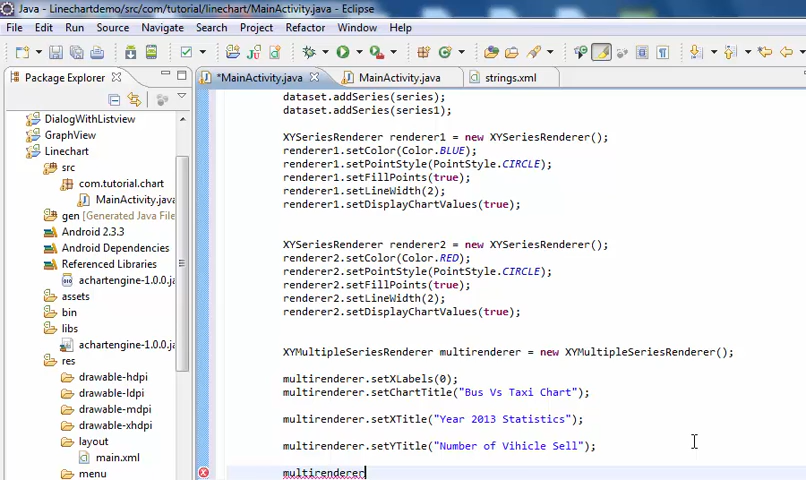 Java - Linechartdemo/src/com/tutorial/linechart/MainActivity.java - Eclipse
File Edit Run Source Navigate Search Project Refactor Window Help
Package Explorer
*MainActivity.java MainActivity.java strings.xml
DialogWithListview
GraphView
Linechart
src
com.tutorial.chart
MainActivity.java
gen [Generated Java File
Android 2.3.3
Android Dependencies
Referenced Libraries
achartengine-1.0.0.ja
assets
bin
libs
achartengine-1.0.0.ja
res
drawable-hdpi
drawable-ldpi
drawable-mdpi
drawable-xhdpi
layout
main.xml
menu
dataset.addSeries(series);
dataset.addSeries(series1);
XYSeriesRenderer renderer1 = new XYSeriesRenderer();
renderer1.setColor(Color.BLUE);
renderer1.setPointStyle(PointStyle.CIRCLE);
renderer1.setFillPoints(true);
renderer1.setLineWidth(2);
renderer1.setDisplayChartValues(true);
XYSeriesRenderer renderer2 = new XYSeriesRenderer();
renderer2.setColor(Color.RED);
renderer2.setPointStyle(PointStyle.CIRCLE);
renderer2.setFillPoints(true);
renderer2.setLineWidth(2);
renderer2.setDisplayChartValues(true);
XYMultipleSeriesRenderer multirenderer = new XYMultipleSeriesRenderer();
multirenderer.setXLabels(0);
multirenderer.setChartTitle("Bus Vs Taxi Chart");
multirenderer.setXTitle("Year 2013 Statistics");
multirenderer.setYTitle("Number of Vihicle Sell");
multirenderer